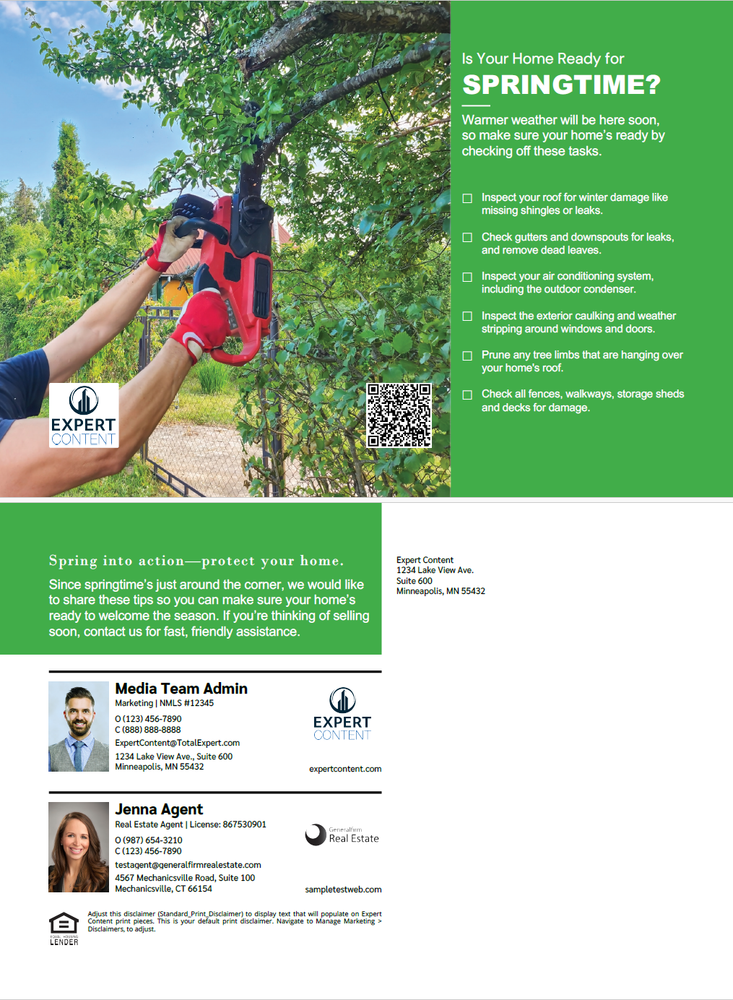 Is Your Home Ready for
SPRINGTIME?
Warmer weather will be here soon,
so make sure your home's ready by
checking off these tasks.
Inspect your roof for winter damage like
missing shingles or leaks.
Check gutters and downspouts for leaks,
and remove dead leaves.
Inspect your air conditioning system,
including the outdoor condenser.
Inspect the exterior caulking and weather
stripping around windows and doors.
Prune any tree limbs that are hanging over
your home's roof.
Check all fences, walkways, storage sheds
and decks for damage.
EXPERT
CONTENT
Spring into action—protect your home.
Since springtime's just around the corner, we would like
to share these tips so you can make sure your home's
ready to welcome the season. If you're thinking of selling
soon, contact us for fast, friendly assistance.
Expert Content
1234 Lake View Ave.
Suite 600
Minneapolis, MN 55432
Media Team Admin
Marketing | NMLS #12345
O (123) 456-7890
C (888) 888-8888
ExpertContent@TotalExpert.com
1234 Lake View Ave., Suite 600
Minneapolis, MN 55432
EXPERT
CONTENT
expertcontent.com
Jenna Agent
Real Estate Agent | License: 867530901
O (987) 654-3210
C (123) 456-7890
testagent@generalfirmrealestate.com
4567 Mechanicsville Road, Suite 100
Mechanicsville, CT 66154
Generalfirm
Real Estate
sampletestweb.com
EQUAL HOUSING
LENDER
Adjust this disclaimer (Standard_Print_Disclaimer) to display text that will populate on Expert
Content print pieces. This is your default print disclaimer. Navigate to Manage Marketing >
Disclaimers, to adjust.